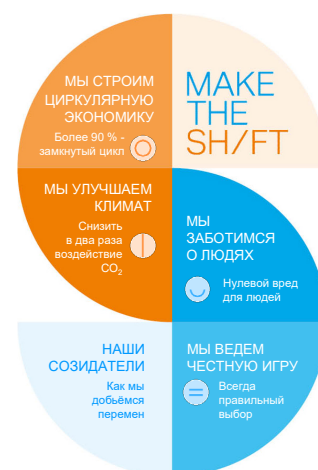 МЫ СТРОИМ
ЦИРКУЛЯРНУЮ
ЭКОНОМИКУ
Более 90 % -
замкнутый цикл
MAKE
THE
SH/FT
МЫ УЛУЧШАЕМ
КЛИМАТ
Снизить
в два раза
воздействие
CO₂
МЫ
ЗАБОТИМСЯ
О ЛЮДЯХ
Нулевой вред
для людей
НАШИ
СОЗИДАТЕЛИ
Как мы
добьёмся
перемен
МЫ ВЕДЕМ
ЧЕСТНУЮ ИГРУ
Всегда
правильный
выбор